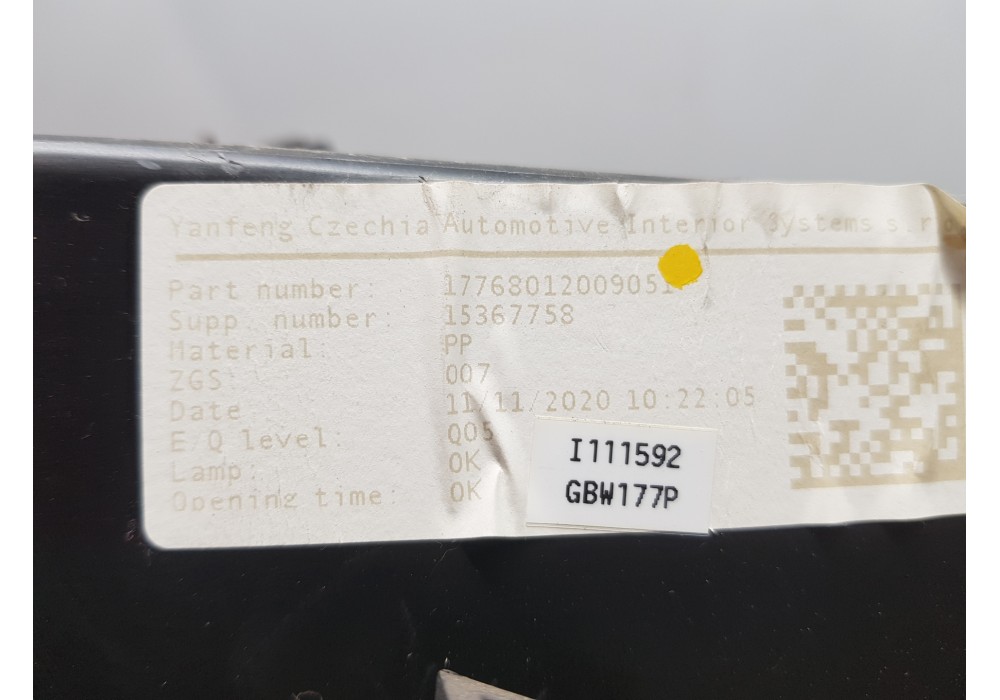 Yanfeng Czechia Automotive Interior Systems s.r.o
Part number: 17768012009051
Supp. number: 15367758
Material: PP
ZGS: 007
Date 11/11/2020 10:22:05
E/Q level: Q05
Lamp: OK
Opening time: OK
I111592
GBW177P